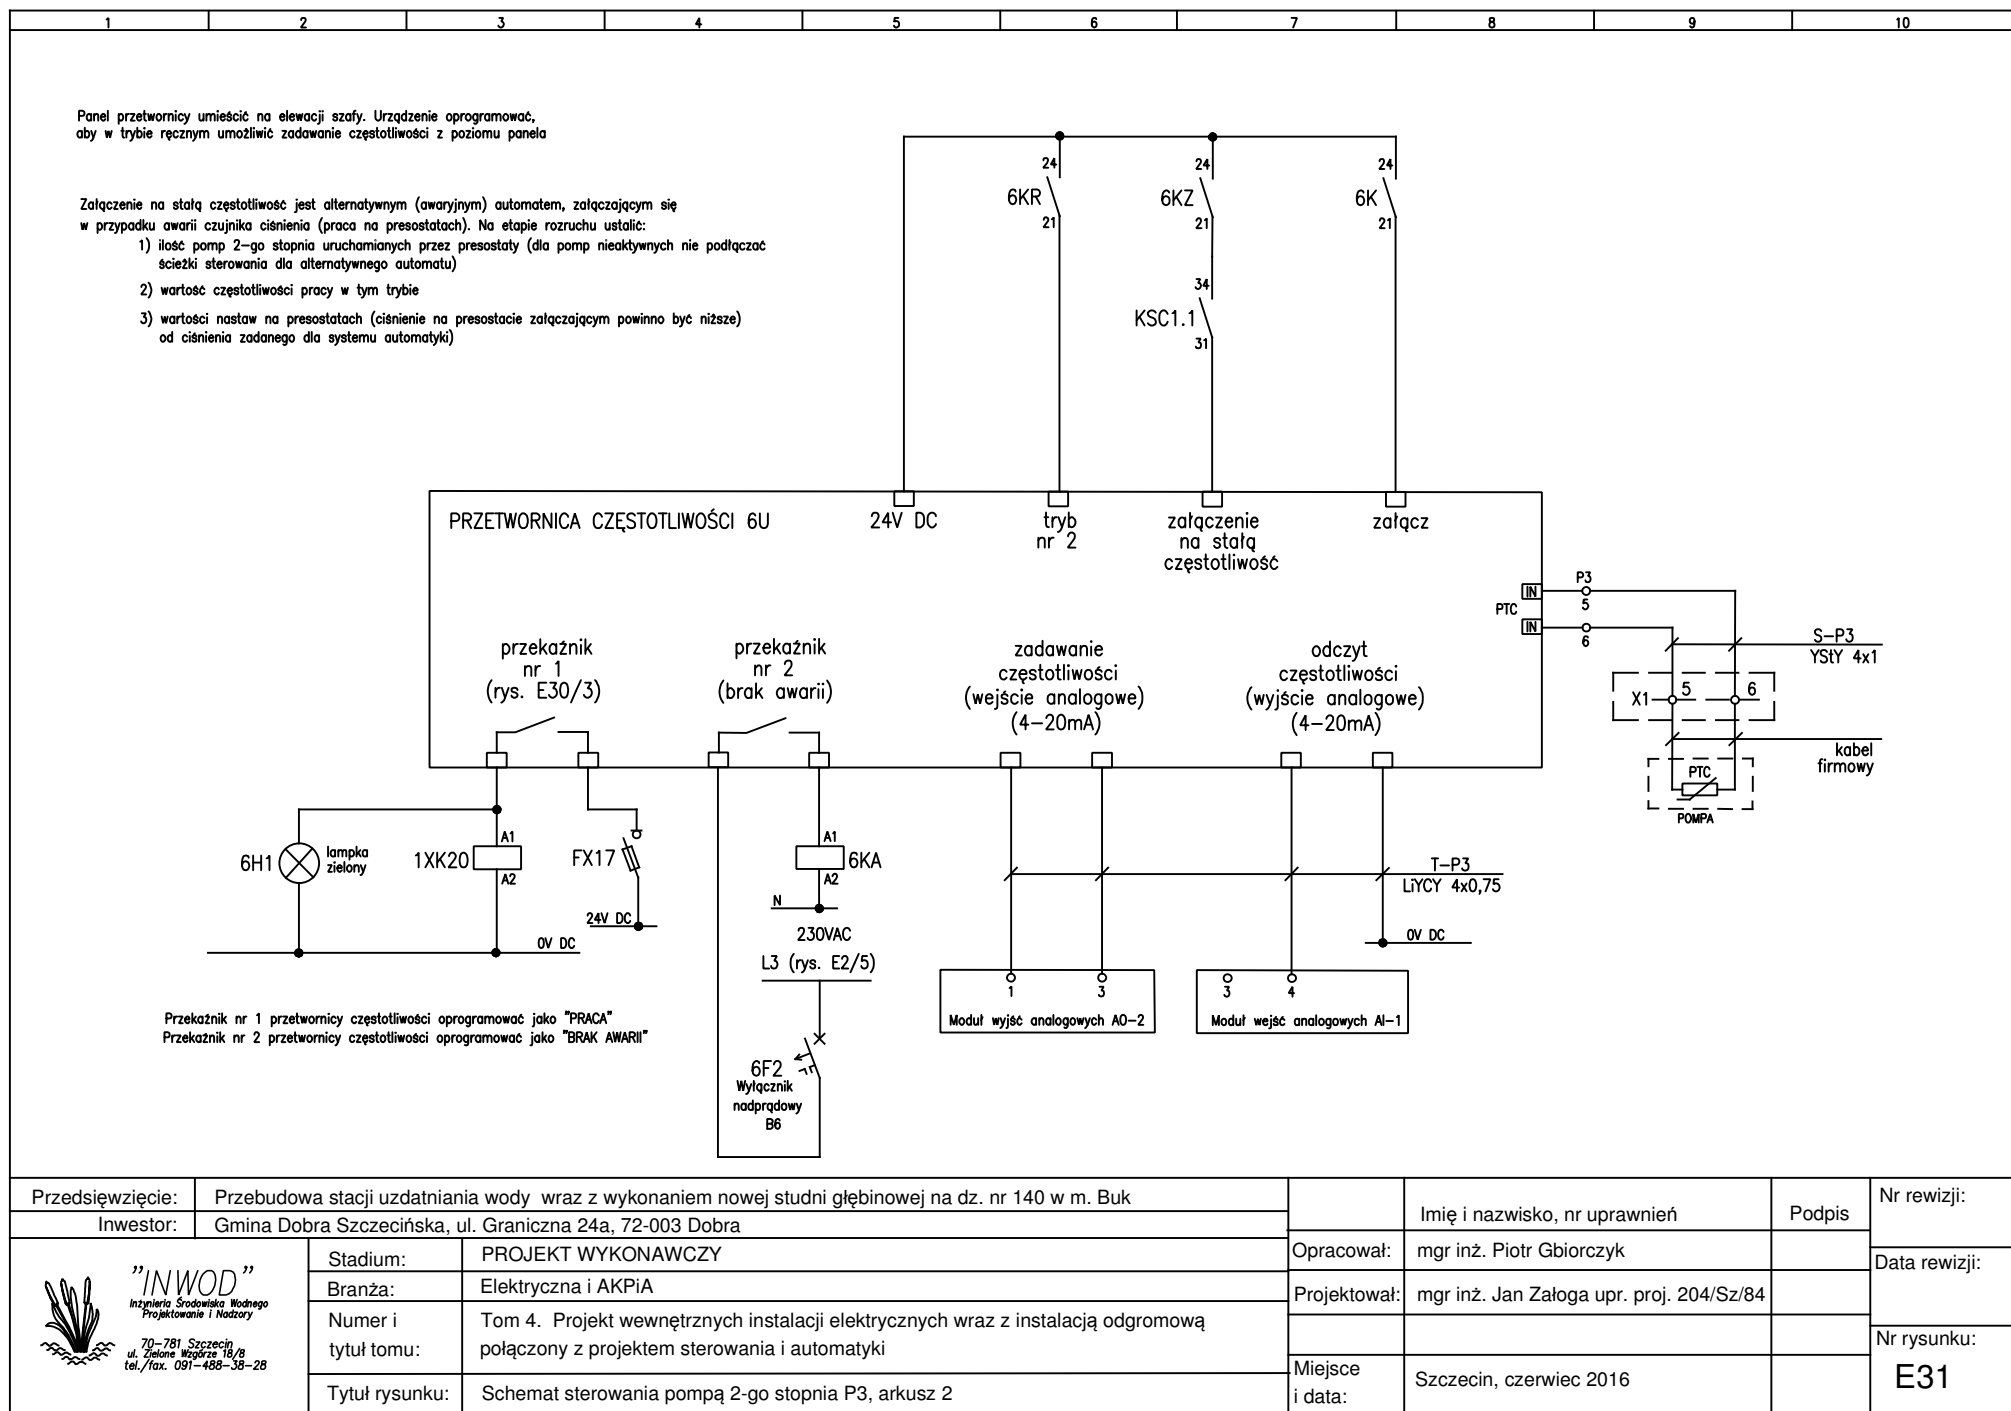 1 2 3 4 5 6 7 8 9 10
Panel przetwornicy umieścić na elewacji szafy. Urządzenie oprogramować,
aby w trybie ręcznym umożliwić zadawanie częstotliwości z poziomu panela
Załączenie na stałą częstotliwość jest alternatywnym (awaryjnym) automatem, załączającym się
w przypadku awarii czujnika ciśnienia (praca na presostatach). Na etapie rozruchu ustalić:
1) ilość pomp 2-go stopnia uruchamianych przez presostaty (dla pomp nieaktywnych nie podłączać
ścieżki sterowania dla alternatywnego automatu)
2) wartość częstotliwości pracy w tym trybie
3) wartości nastaw na presostatach (ciśnienie na presostacie załączającym powinno być niższe)
od ciśnienia zadanego dla systemu automatyki)
24 24 24
6KR 6KZ 6K
21 21 21
34
KSC1.1
31
PRZETWORNICA CZĘSTOTLIWOŚCI 6U
24V DC
tryb
nr 2
załączenie
na stałą
częstotliwość
załącz
IN
PTC
IN
P3
5
6
S-P3
YStY 4x1
X1 5 6
kabel
firmowy
PTC
POMPA
przekaźnik
nr 1
(rys. E30/3)
przekaźnik
nr 2
(brak awarii)
zadawanie
częstotliwości
(wejście analogowe)
(4-20mA)
odczyt
częstotliwości
(wyjście analogowe)
(4-20mA)
6H1
lampka
zielony
1XK20
A1
A2
FX17
24V DC
0V DC
A1
6KA
A2
N
230VAC
L3 (rys. E2/5)
6F2
Wyłącznik
nadprądowy
B6
T-P3
LiYCY 4x0,75
0V DC
1 3
Moduł wyjść analogowych AO-2
3 4
Moduł wejść analogowych AI-1
Przekaźnik nr 1 przetwornicy częstotliwości oprogramować jako "PRACA"
Przekaźnik nr 2 przetwornicy częstotliwości oprogramować jako "BRAK AWARII"
Przedsięwzięcie: Przebudowa stacji uzdatniania wody wraz z wykonaniem nowej studni głębinowej na dz. nr 140 w m. Buk
Inwestor: Gmina Dobra Szczecińska, ul. Graniczna 24a, 72-003 Dobra
"INWOD"
Inżynieria Środowiska Wodnego
Projektowanie i Nadzory
70-781 Szczecin
ul. Zielone Wzgórze 18/8
tel./fax. 091-488-38-28
Stadium: PROJEKT WYKONAWCZY
Branża: Elektryczna i AKPiA
Numer i
tytuł tomu:
Tom 4. Projekt wewnętrznych instalacji elektrycznych wraz z instalacją odgromową
połączony z projektem sterowania i automatyki
Tytuł rysunku: Schemat sterowania pompą 2-go stopnia P3, arkusz 2
Imię i nazwisko, nr uprawnień
Podpis
Opracował: mgr inż. Piotr Gbiorczyk
Projektował: mgr inż. Jan Załoga upr. proj. 204/Sz/84
Miejsce
i data:
Szczecin, czerwiec 2016
Nr rewizji:
Data rewizji:
Nr rysunku:
E31